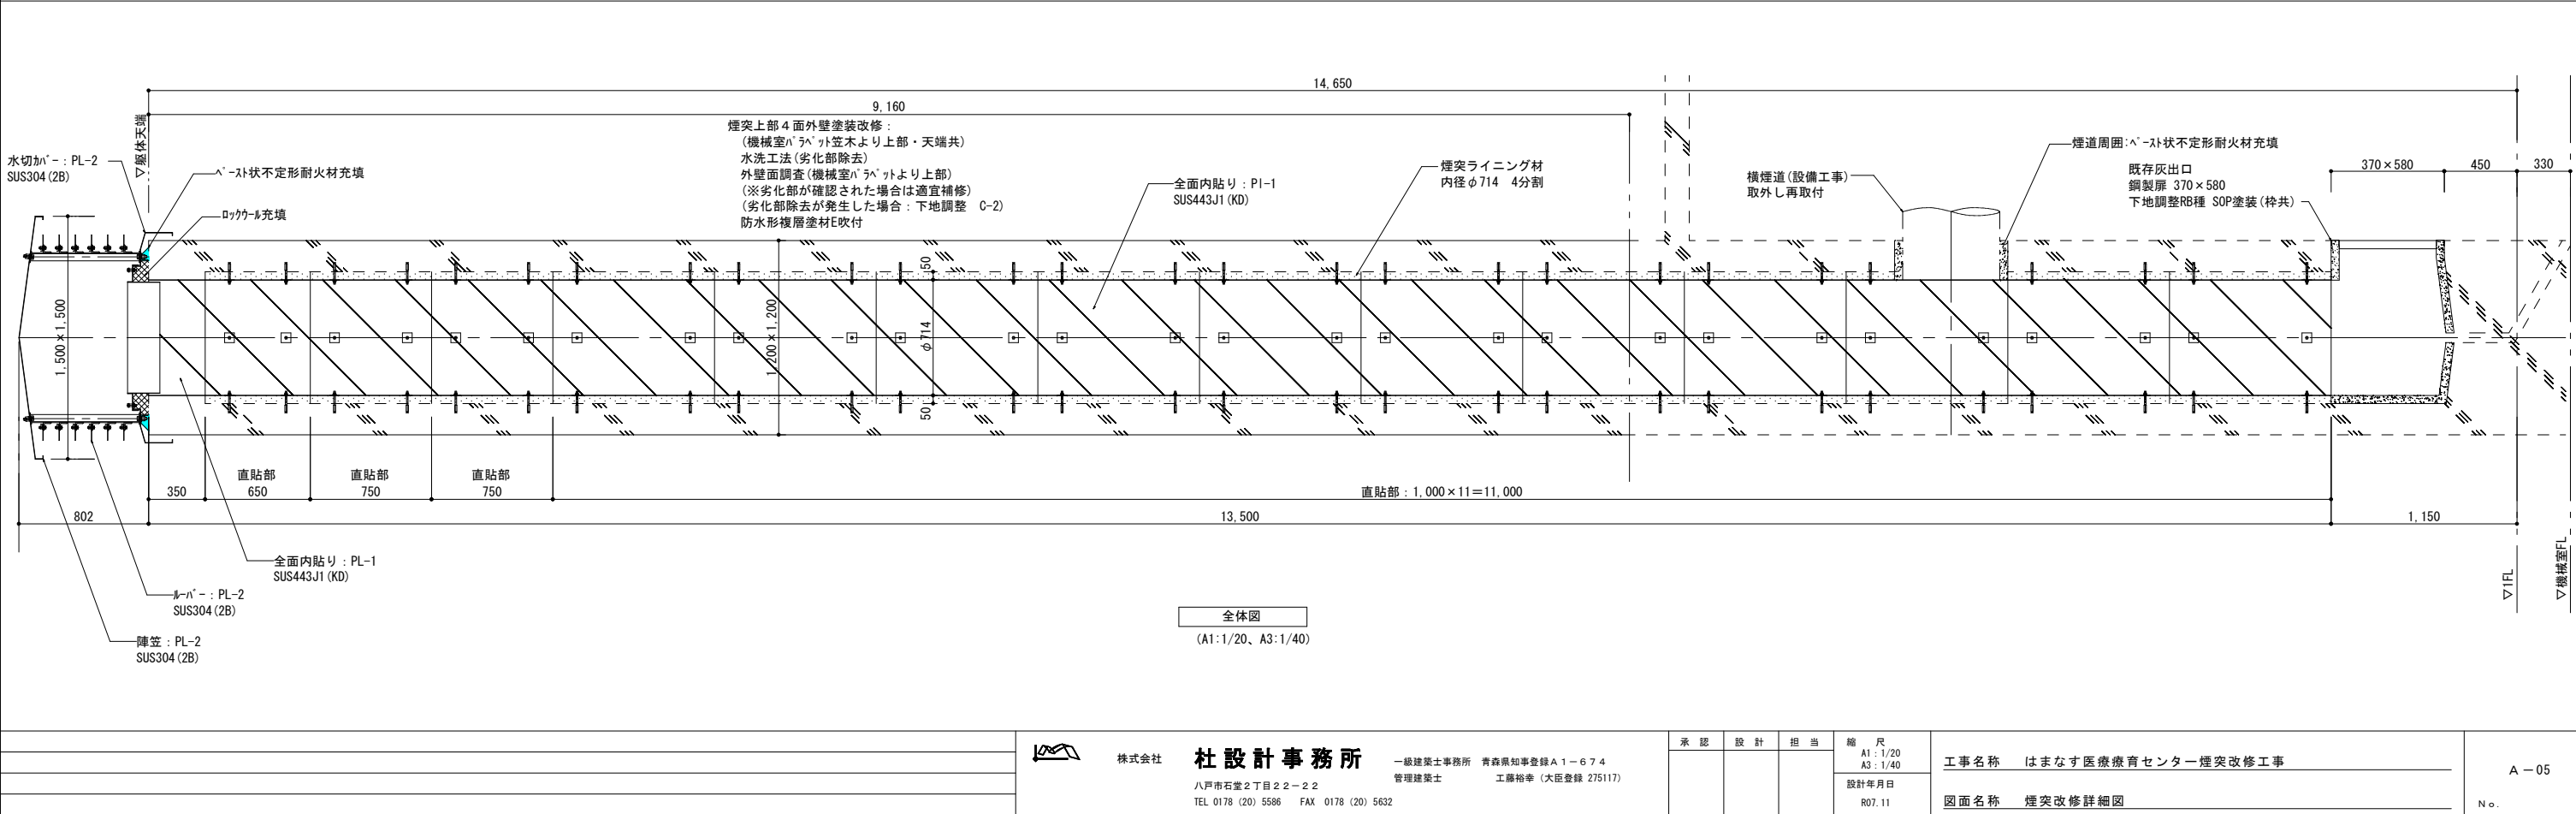 14,650
9,160
▽躯体天端
煙突上部４面外壁塗装改修：
(機械室ﾊﾟﾗﾍﾟｯﾄ笠木より上部・天端共)
水洗工法(劣化部除去)
外壁面調査(機械室ﾊﾟﾗﾍﾟｯﾄより上部)
(※劣化部が確認された場合は適宜補修)
(劣化部除去が発生した場合：下地調整 C-2)
防水形複層塗材E吹付
水切ｶﾊﾞｰ：PL-2
SUS304(2B)
ﾍﾟｰｽﾄ状不定形耐火材充填
ﾛｯｸｳｰﾙ充填
全面内貼り：Pl-1
SUS443J1(KD)
煙突ライニング材
内径φ714 4分割
横煙道(設備工事)
取外し再取付
煙道周囲:ﾍﾟｰｽﾄ状不定形耐火材充填
既存灰出口
鋼製扉 370×580
下地調整RB種 SOP塗装(枠共)
370×580
450
330
1,500×1,500
1,200×1,200
50
φ714
50
350
直貼部
650
直貼部
750
直貼部
750
直貼部：1,000×11＝11,000
802
13,500
1,150
全面内貼り：PL-1
SUS443J1(KD)
ﾙｰﾊﾞｰ：PL-2
SUS304(2B)
陣笠：PL-2
SUS304(2B)
▽1FL
▽機械室FL
全体図
(A1:1/20、A3:1/40)
株式会社 杜設計事務所
八戸市石堂２丁目２２－２２
TEL 0178 (20) 5586 FAX 0178 (20) 5632
一級建築士事務所 青森県知事登録Ａ１－６７４
管理建築士 工藤裕幸 (大臣登録 275117)
承認 設計 担当
縮尺
A1：1/20
A3：1/40
設計年月日
R07.11
工事名称 はまなす医療療育センター煙突改修工事
図面名称 煙突改修詳細図
Ａ－05
No.